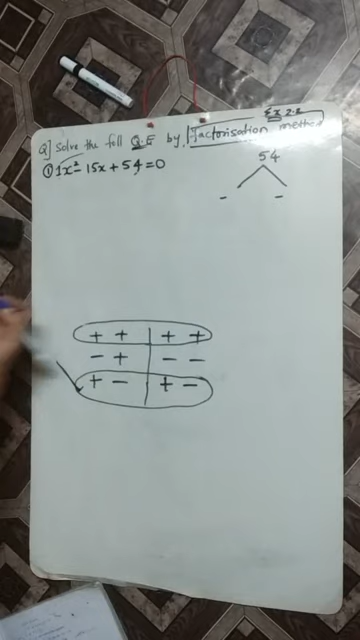 Ex 2.2
Q] Solve the foll Q.E by Factorisation method
① 1x² - 15x + 54 = 0
54
- -
+ + | + +
- + | - -
+ - | + -